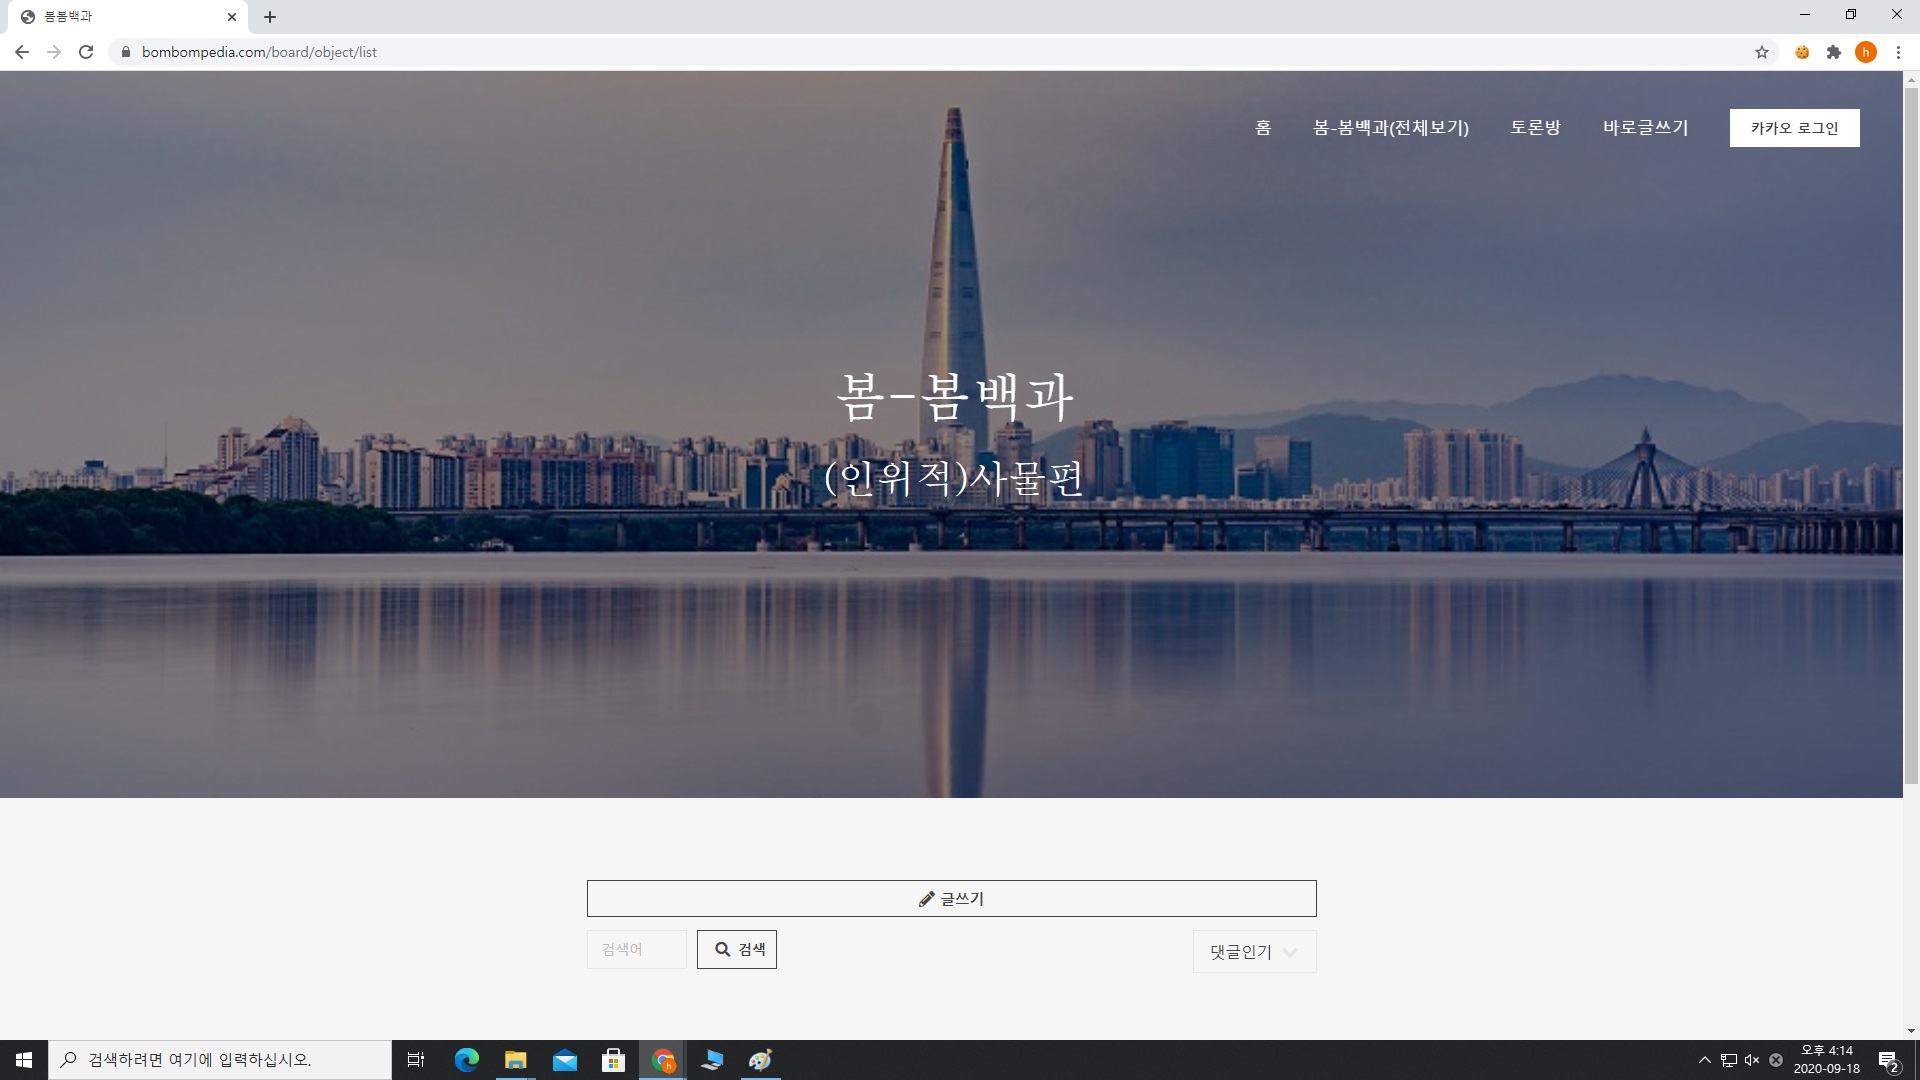 봄봄백과
bombompedia.com/board/object/list
h
홈 봄-봄백과(전체보기) 토론방 바로글쓰기 카카오 로그인
봄-봄백과
(인위적)사물편
글쓰기
검색어 검색 댓글인기
검색하려면 여기에 입력하십시오.
h
오후 4:14
2020-09-18
2